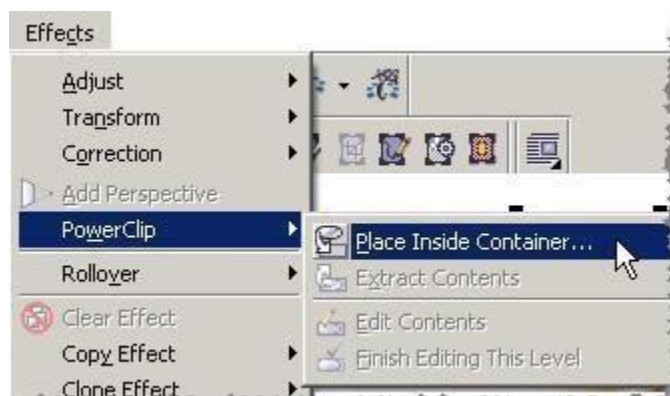 Effects
Adjust
Transform
Correction
Add Perspective
PowerClip
Place Inside Container...
Rollover
Extract Contents
Clear Effect
Edit Contents
Copy Effect
Finish Editing This Level
Clone Effect